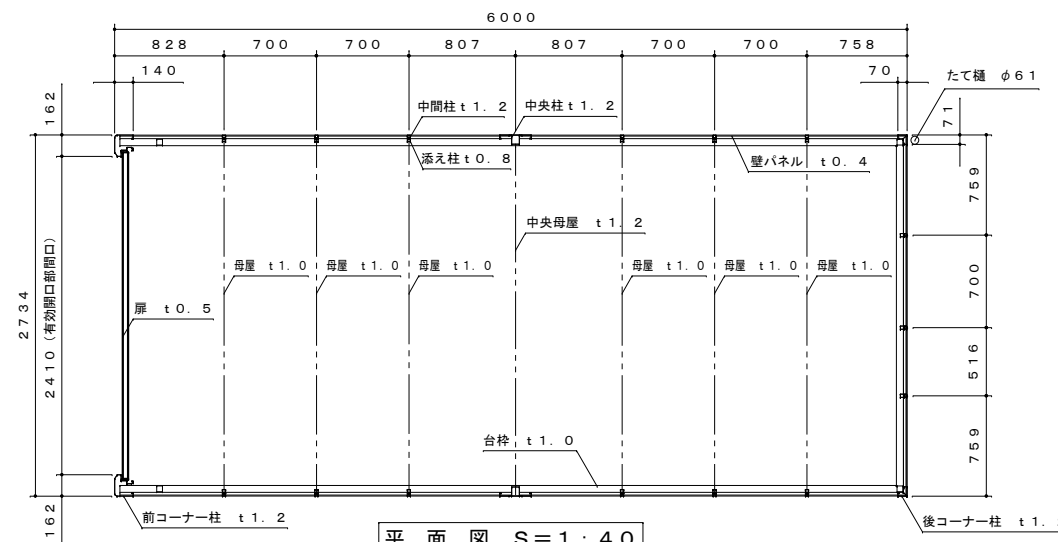 6000
828 700 700 807 807 700 700 758
140
70
たて樋 φ61
162
中間柱t1.2
中央柱t1.2
71
添え柱t0.8
壁パネル t0.4
759
中央母屋 t1.2
母屋 t1.0
母屋 t1.0
母屋 t1.0
母屋 t1.0
母屋 t1.0
母屋 t1.0
700
扉 t0.5
2734
2410(有効開口部間口)
516
759
台枠 t1.0
162
前コーナー柱 t1.2
後コーナー柱 t1.
平面図 S=1:40